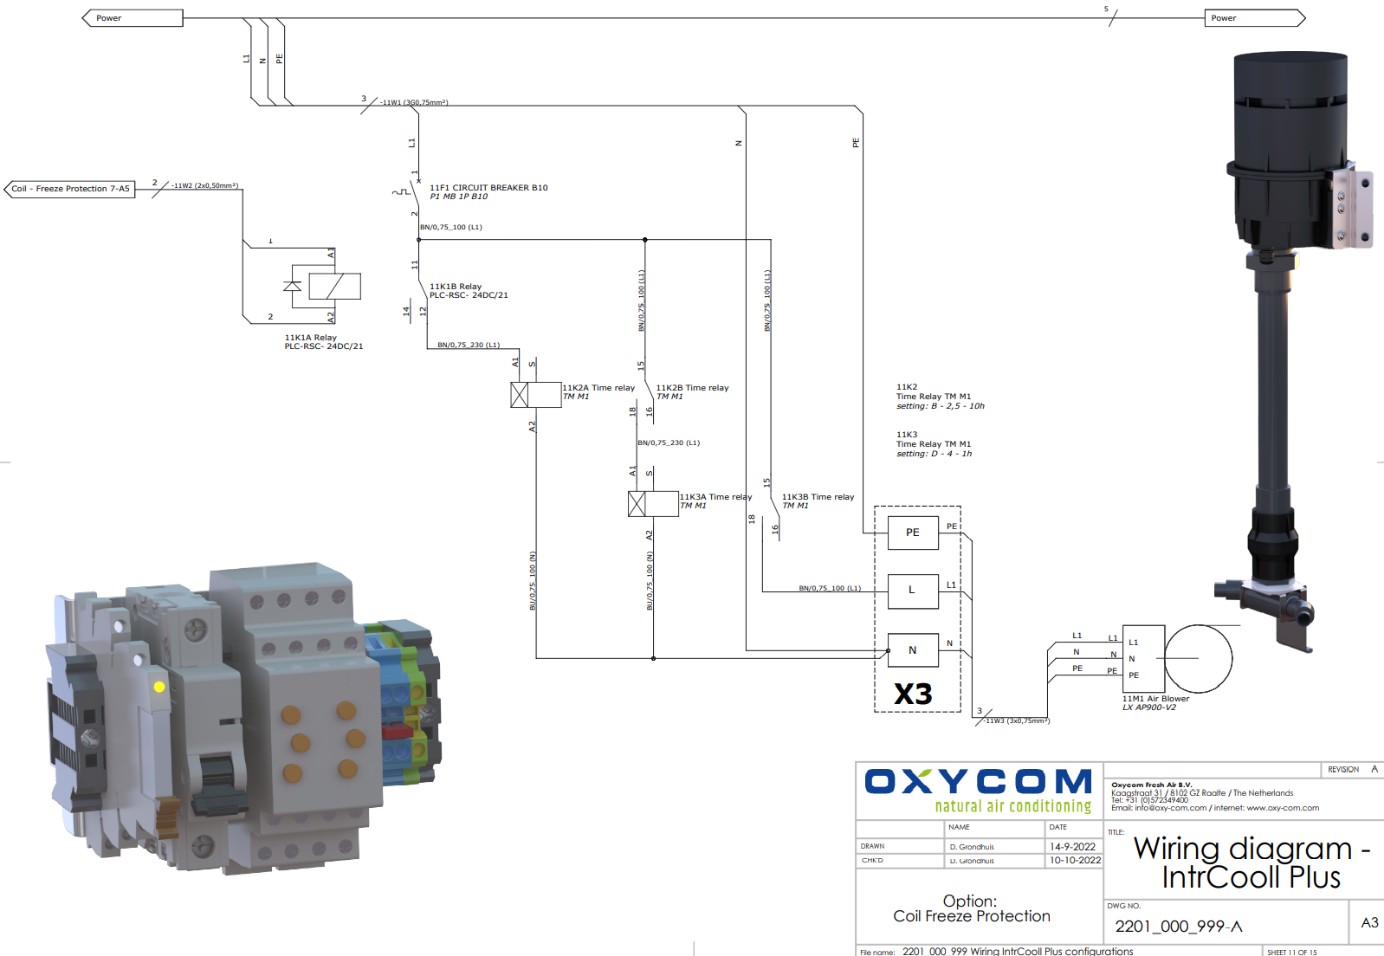 Power
5
Power
L1
N
PE
3
-11W1 (3G0,75mm²)
L1
N
PE
Coil - Freeze Protection 7-A5
2
-11W2 (2x0,50mm²)
1
11F1 CIRCUIT BREAKER B10
P1 MB 1P B10
2
BN/0,75_100 (L1)
1
A1
11
11K1B Relay
PLC-RSC- 24DC/21
14
12
BN/0,75_100 (L1)
BN/0,75_100 (L1)
2
A2
11K1A Relay
PLC-RSC- 24DC/21
BN/0,75_230 (L1)
A1
S
15
11K2A Time relay
TM M1
11K2B Time relay
TM M1
18
16
A2
11K2
Time Relay TM M1
setting: B - 2,5 - 10h
BN/0,75_230 (L1)
11K3
Time Relay TM M1
setting: D - 4 - 1h
A1
S
15
11K3A Time relay
TM M1
11K3B Time relay
TM M1
18
16
A2
PE
PE
BU/0,75_100 (N)
BU/0,75_100 (N)
BN/0,75_100 (L1)
L
L1
N
N
X3
L1
L1
L1
N
N
N
PE
PE
PE
11M1 Air Blower
LX AP900-V2
3
-11W3 (3x0,75mm²)
OXYCOM
natural air conditioning
REVISION A
Oxycom Fresh Air B.V.
Kaagstraat 31 / 8102 GZ Raalte / The Netherlands
Tel: +31 (0)572349400
Email: info@oxy-com.com / internet: www.oxy-com.com
NAME
DATE
DRAWN
D. Grondhuis
14-9-2022
CHK'D
D. Grondhuis
10-10-2022
TITLE:
Wiring diagram -
IntrCooll Plus
Option:
Coil Freeze Protection
DWG NO.
2201_000_999-A
A3
File name: 2201_000_999 Wiring IntrCooll Plus configurations
SHEET 11 OF 15